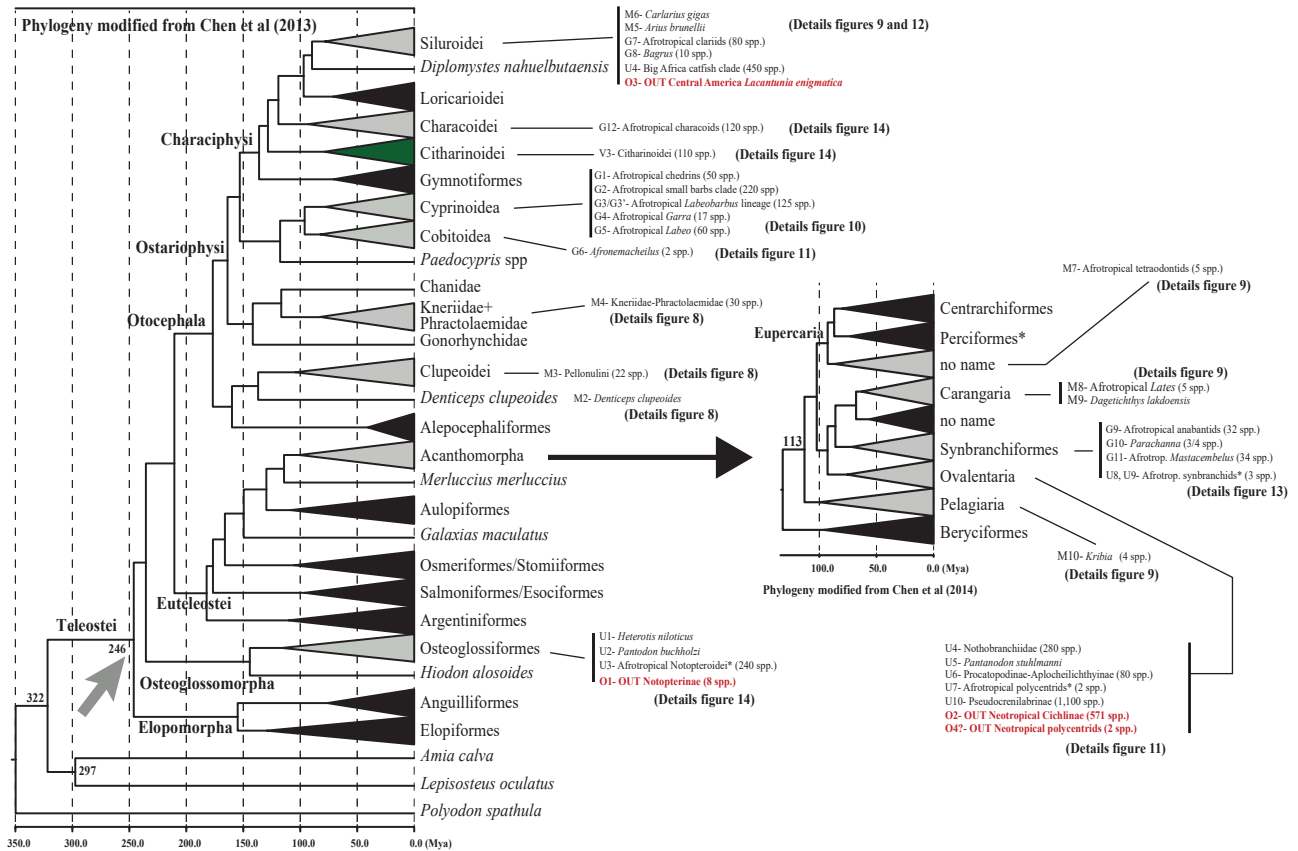 Phylogeny modified from Chen et al (2013)
Siluroidei
Diplomystes nahuelbutaensis
Loricarioidei
Characoidei
Citharinoidei
Gymnotiformes
Cyprinoidea
Cobitoidea
Paedocypris spp
Chanidae
Kneriidae+
Phractolaemidae
Gonorhynchidae
Clupeoidei
Denticeps clupeoides
Alepocephaliformes
Acanthomorpha
Merluccius merluccius
Aulopiformes
Galaxias maculatus
Osmeriformes/Stomiiformes
Salmoniformes/Esociformes
Argentiniformes
Osteoglossiformes
Hiodon alosoides
Anguilliformes
Elopiformes
Amia calva
Lepisosteus oculatus
Polyodon spathula
Characiphysi
Ostariophysi
Otocephala
Euteleostei
Teleostei
246
Osteoglossomorpha
322
Elopomorpha
297
350.0
300.0
250.0
200.0
150.0
100.0
50.0
0.0 (Mya)
M6- Carlarius gigas
M5- Arius brunellii
G7- Afrotropical clariids (80 spp.)
G8- Bagrus (10 spp.)
U4- Big Africa catfish clade (450 spp.)
O3- OUT Central America Lacantunia enigmatica
(Details figures 9 and 12)
G12- Afrotropical characoids (120 spp.)
(Details figure 14)
V3- Citharinoidei (110 spp.)
(Details figure 14)
G1- Afrotropical chedrins (50 spp.)
G2- Afrotropical small barbs clade (220 spp)
G3/G3'- Afrotropical Labeobarbus lineage (125 spp.)
G4- Afrotropical Garra (17 spp.)
G5- Afrotropical Labeo (60 spp.)
(Details figure 10)
G6- Afronemacheilus (2 spp.)
(Details figure 11)
M4- Kneriidae-Phractolaemidae (30 spp.)
(Details figure 8)
M3- Pellonulini (22 spp.)
(Details figure 8)
M2- Denticeps clupeoides
(Details figure 8)
U1- Heterotis niloticus
U2- Pantodon buchholzi
U3- Afrotropical Notopteroidei* (240 spp.)
O1- OUT Notopterinae (8 spp.)
(Details figure 14)
Eupercaria
113
Centrarchiformes
Perciformes*
no name
Carangaria
no name
Synbranchiformes
Ovalentaria
Pelagiaria
Beryciformes
100.0
50.0
0.0 (Mya)
Phylogeny modified from Chen et al (2014)
M7- Afrotropical tetraodontids (5 spp.)
(Details figure 9)
(Details figure 9)
M8- Afrotropical Lates (5 spp.)
M9- Dagetichthys lakdoensis
G9- Afrotropical anabantids (32 spp.)
G10- Parachanna (3/4 spp.)
G11- Afrotrop. Mastacembelus (34 spp.)
U8, U9- Afrotrop. synbranchids* (3 spp.)
(Details figure 13)
M10- Kribia (4 spp.)
(Details figure 9)
U4- Nothobranchiidae (280 spp.)
U5- Pantanodon stuhlmanni
U6- Procatopodinae-Aplocheilichthyinae (80 spp.)
U7- Afrotropical polycentrids* (2 spp.)
U10- Pseudocrenilabrinae (1,100 spp.)
O2- OUT Neotropical Cichlinae (571 spp.)
O4?- OUT Neotropical polycentrids (2 spp.)
(Details figure 11)